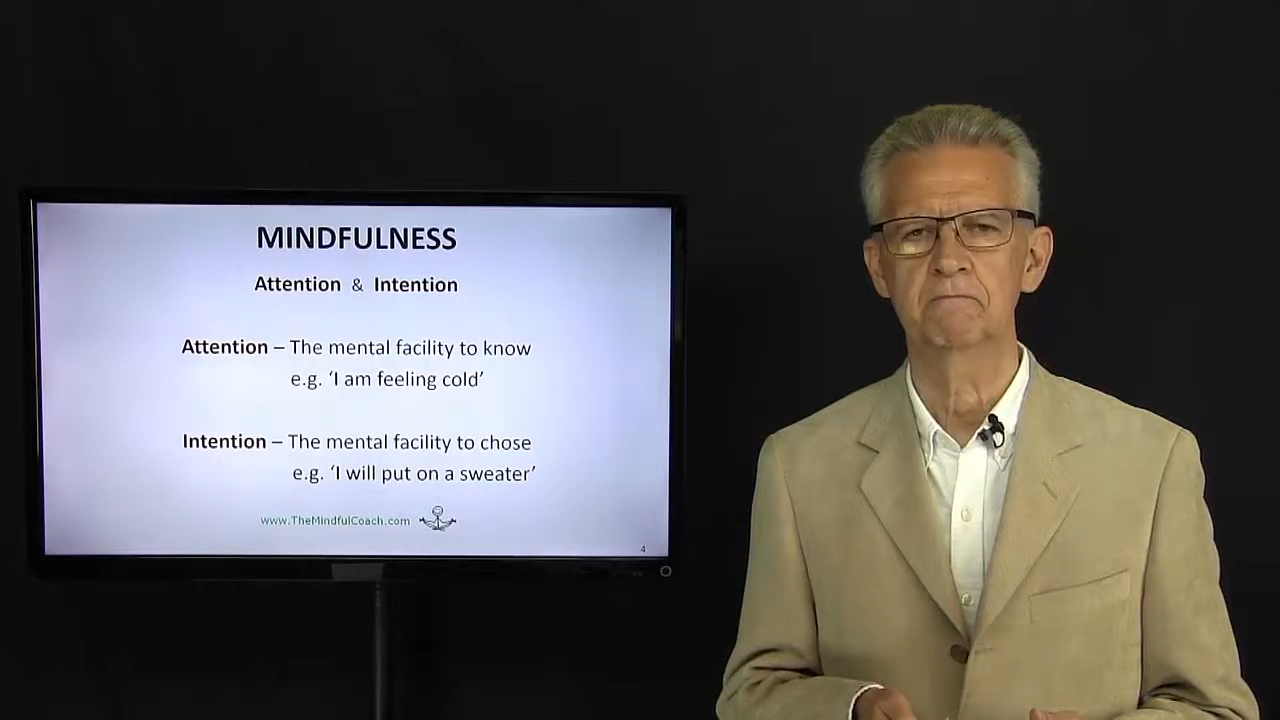 MINDFULNESS
Attention & Intention
Attention – The mental facility to know
e.g. ‘I am feeling cold’
Intention – The mental facility to chose
e.g. ‘I will put on a sweater’
www.TheMindfulCoach.com
4